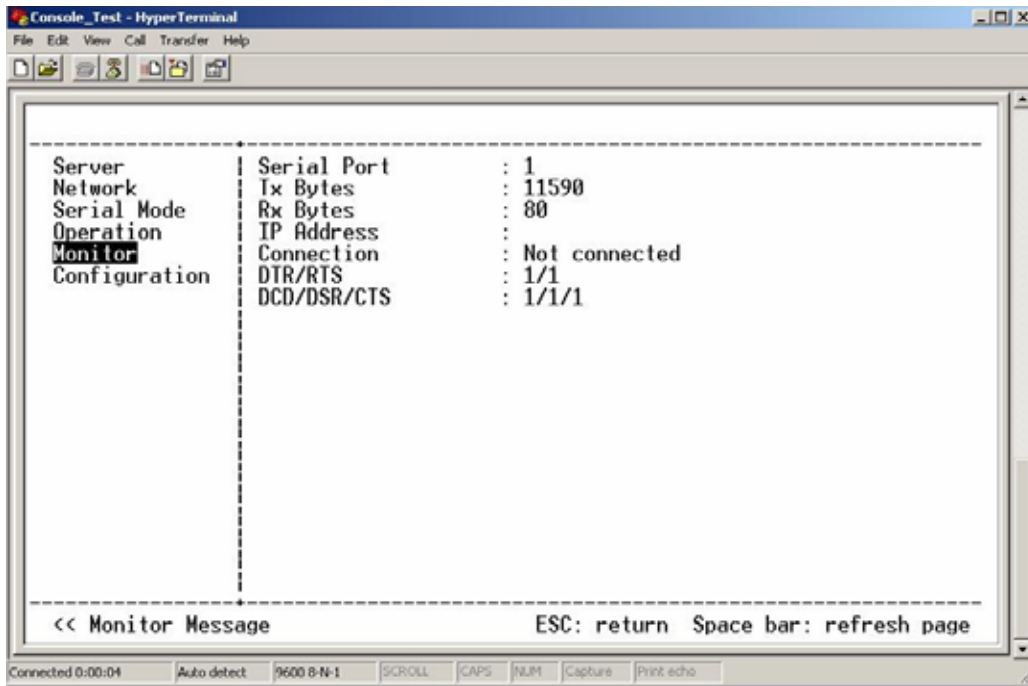 Console_Test - HyperTerminal
File Edit View Call Transfer Help
Server
Network
Serial Mode
Operation
Monitor
Configuration
Serial Port : 1
Tx Bytes : 11590
Rx Bytes : 80
IP Address :
Connection : Not connected
DTR/RTS : 1/1
DCD/DSR/CTS : 1/1/1
<< Monitor Message ESC: return Space bar: refresh page
Connected 0:00:04 Auto detect 9600 8-N-1 SCROLL CAPS NUM Capture Print echo